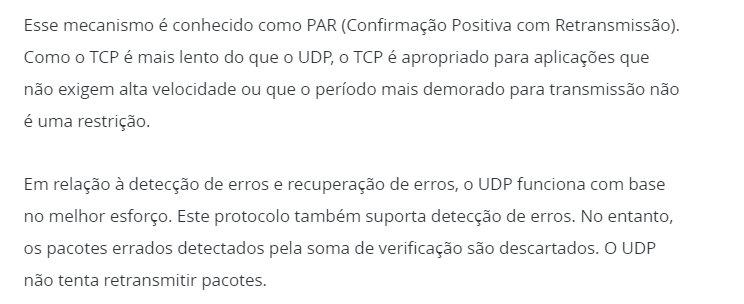 Esse mecanismo é conhecido como PAR (Confirmação Positiva com Retransmissão).
Como o TCP é mais lento do que o UDP, o TCP é apropriado para aplicações que
não exigem alta velocidade ou que o período mais demorado para transmissão não
é uma restrição.
Em relação à detecção de erros e recuperação de erros, o UDP funciona com base
no melhor esforço. Este protocolo também suporta detecção de erros. No entanto,
os pacotes errados detectados pela soma de verificação são descartados. O UDP
não tenta retransmitir pacotes.